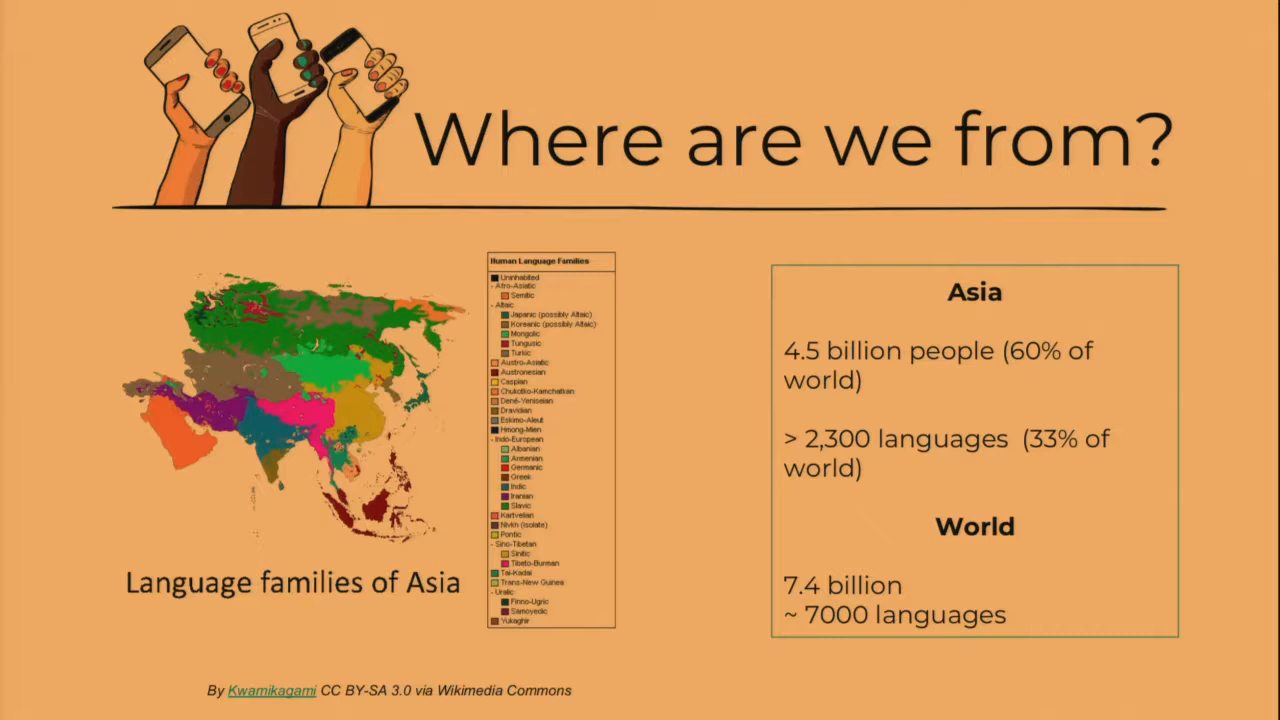 Where are we from?
Human Language Families
Uninhabited
- Afro-Asiatic
Semitic
- Altaic
Japanic (possibly Altaic)
Koreanic (possibly Altaic)
Mongolic
Tungusic
Turkic
Austro-Asiatic
Austronesian
Caspian
Chukotko-Kamchatkan
Dené-Yeniseian
Dravidian
Eskimo-Aleut
Hmong-Mien
- Indo-European
Albanian
Armenian
Germanic
Greek
Indic
Iranian
Slavic
Kartvelian
Nivkh (isolate)
Pontic
- Sino-Tibetan
Sinitic
Tibeto-Burman
Tai-Kadai
Trans-New Guinea
- Uralic
Finno-Ugric
Samoyedic
Yukaghir
Language families of Asia
By Kwamikagami CC BY-SA 3.0 via Wikimedia Commons
Asia
4.5 billion people (60% of
world)
> 2,300 languages (33% of
world)
World
7.4 billion
~ 7000 languages